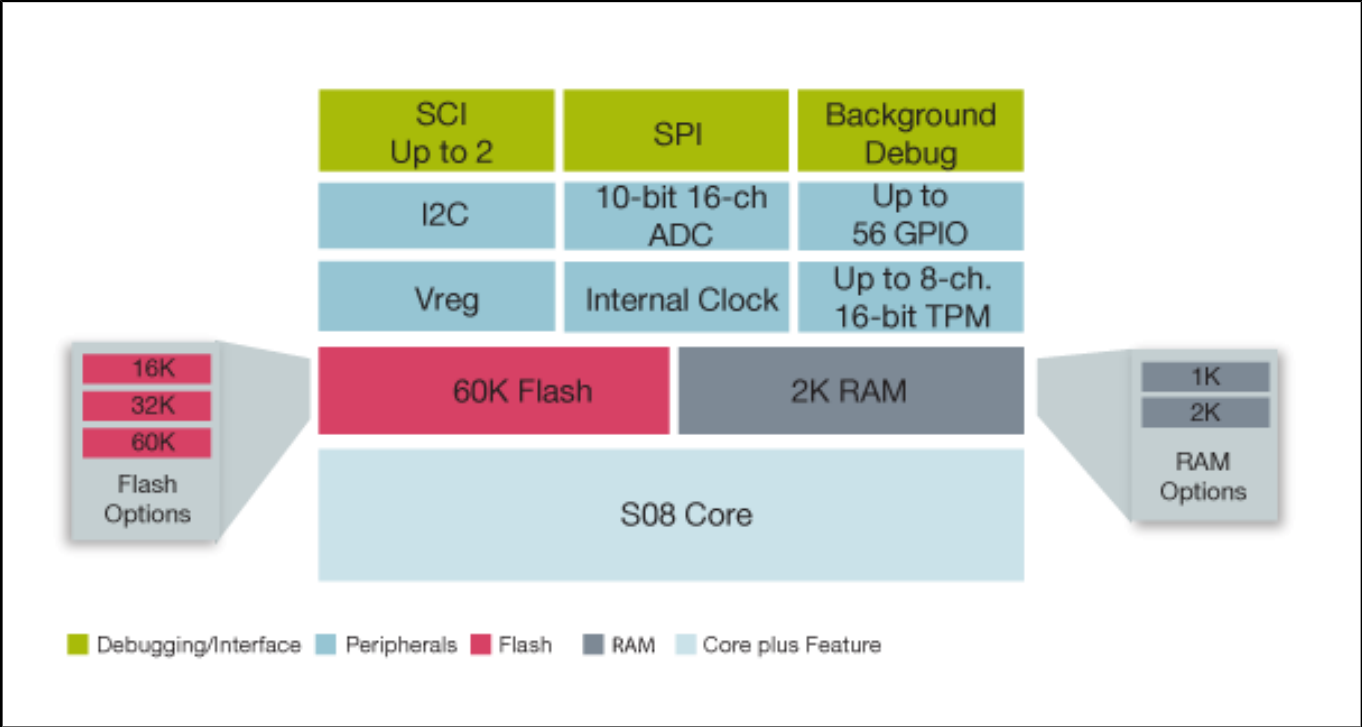 SCI
Up to 2
SPI
Background
Debug
I2C
10-bit 16-ch
ADC
Up to
56 GPIO
Vreg
Internal Clock
Up to 8-ch.
16-bit TPM
16K
32K
60K
Flash
Options
60K Flash
2K RAM
1K
2K
RAM
Options
S08 Core
Debugging/Interface
Peripherals
Flash
RAM
Core plus Feature